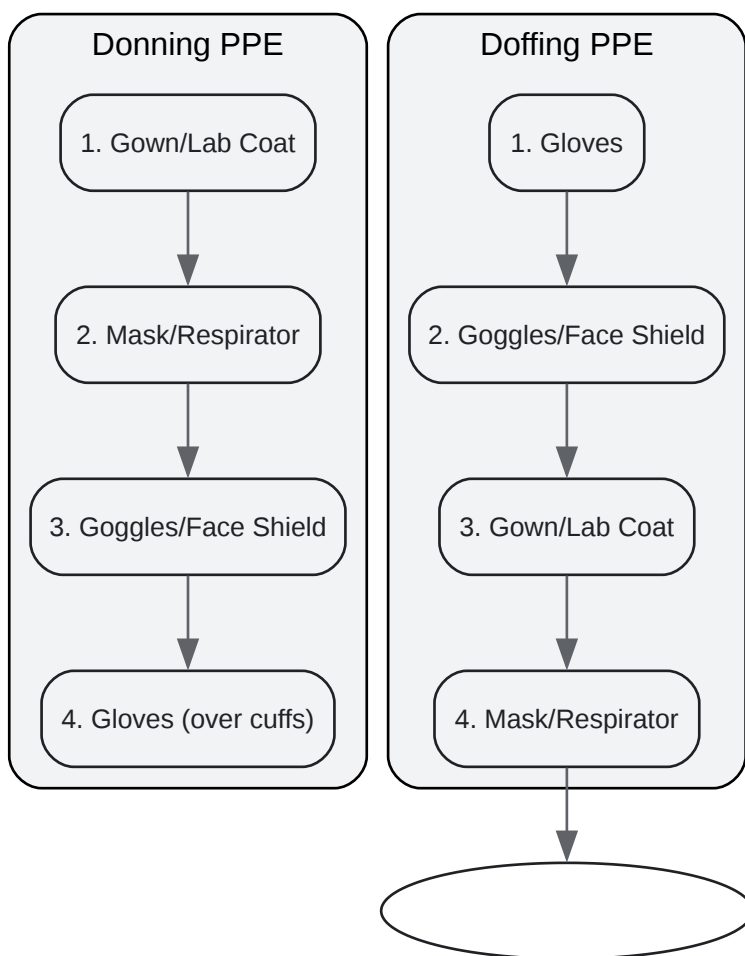 Donning PPE
1. Gown/Lab Coat
2. Mask/Respirator
3. Goggles/Face Shield
4. Gloves (over cuffs)
Doffing PPE
1. Gloves
2. Goggles/Face Shield
3. Gown/Lab Coat
4. Mask/Respirator